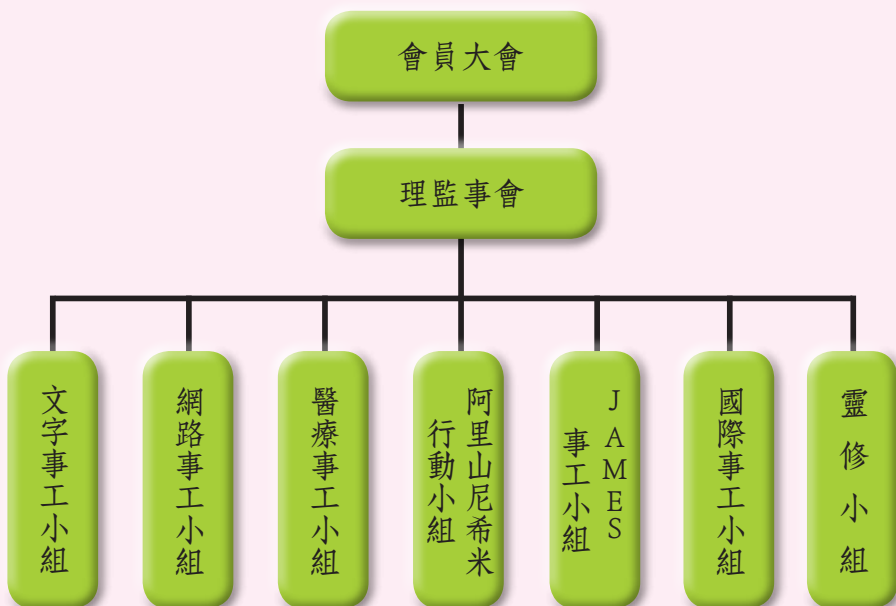 會員大會
理監事會
文字事工小組
網路事工小組
醫療事工小組
阿里山尼希米
行動小組
JAMES
事工小組
國際事工小組
靈修小組